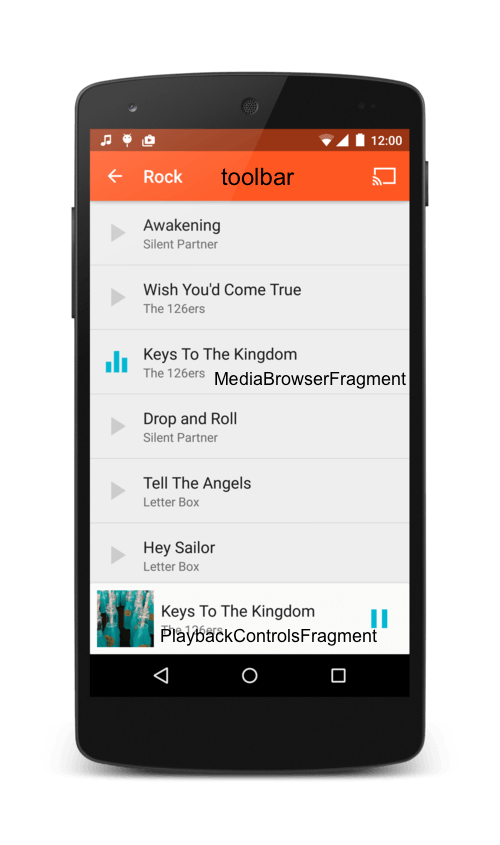 12:00
Rock toolbar
Awakening
Silent Partner
Wish You'd Come True
The 126ers
Keys To The Kingdom
The 126ers
MediaBrowserFragment
Drop and Roll
Silent Partner
Tell The Angels
Letter Box
Hey Sailor
Letter Box
Keys To The Kingdom
The 126ers
PlaybackControlsFragment